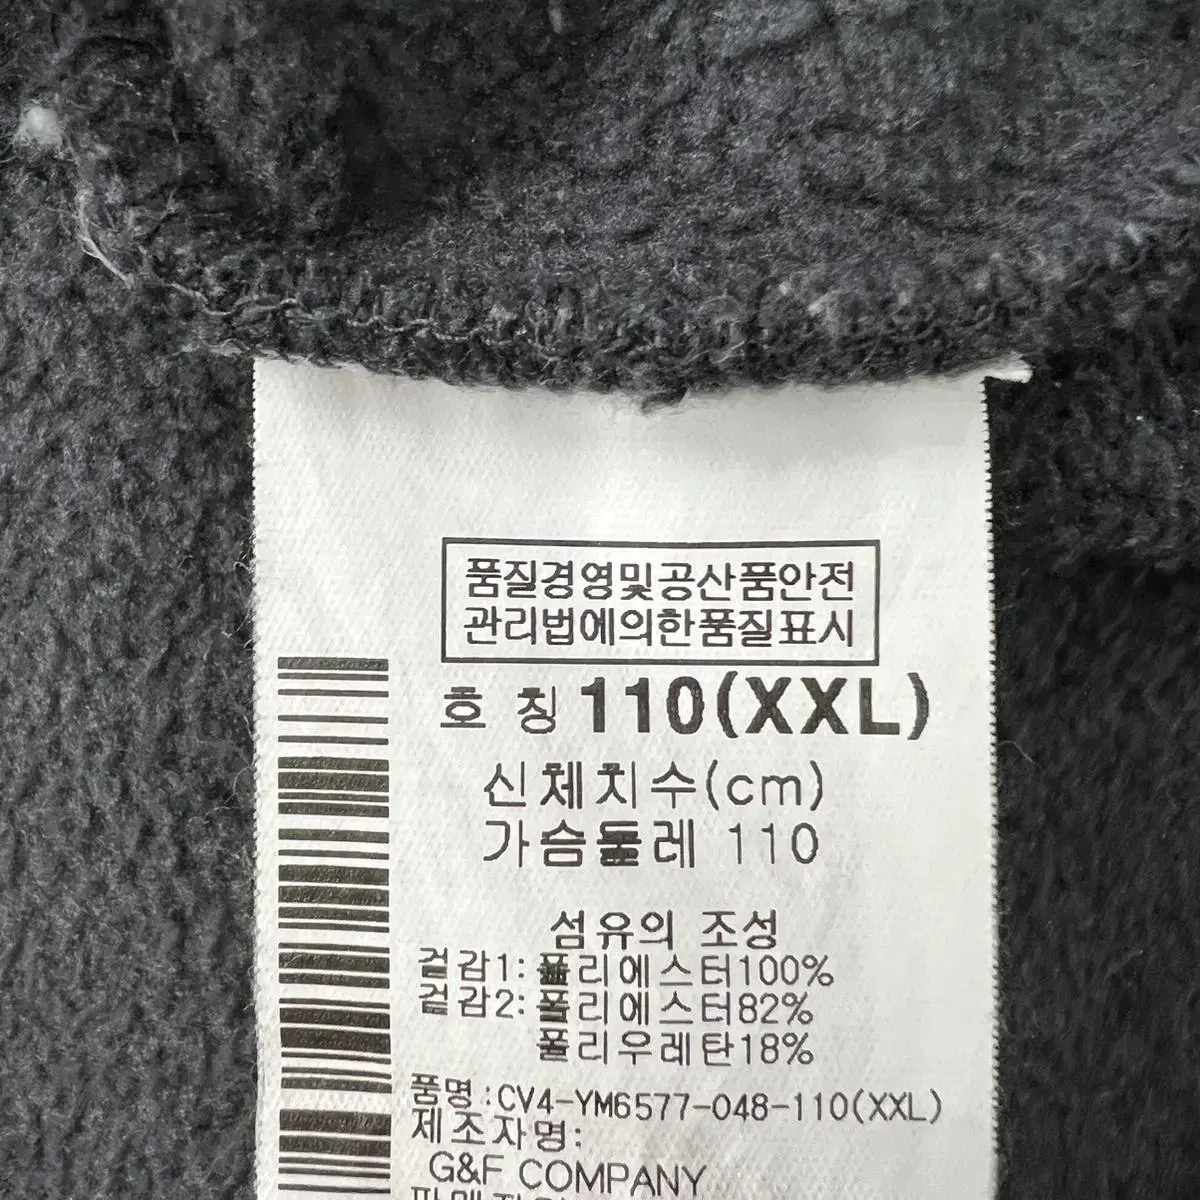 품질경영및공산품안전
관리법에의한품질표시
호 칭 110(XXL)
신체치수(cm)
가슴둘레 110
섬유의 조성
겉감1: 폴리에스터100%
겉감2: 폴리에스터82%
폴리우레탄18%
품명 :CV4-YM6577-048-110(XXL)
제조자명:
G&F COMPANY